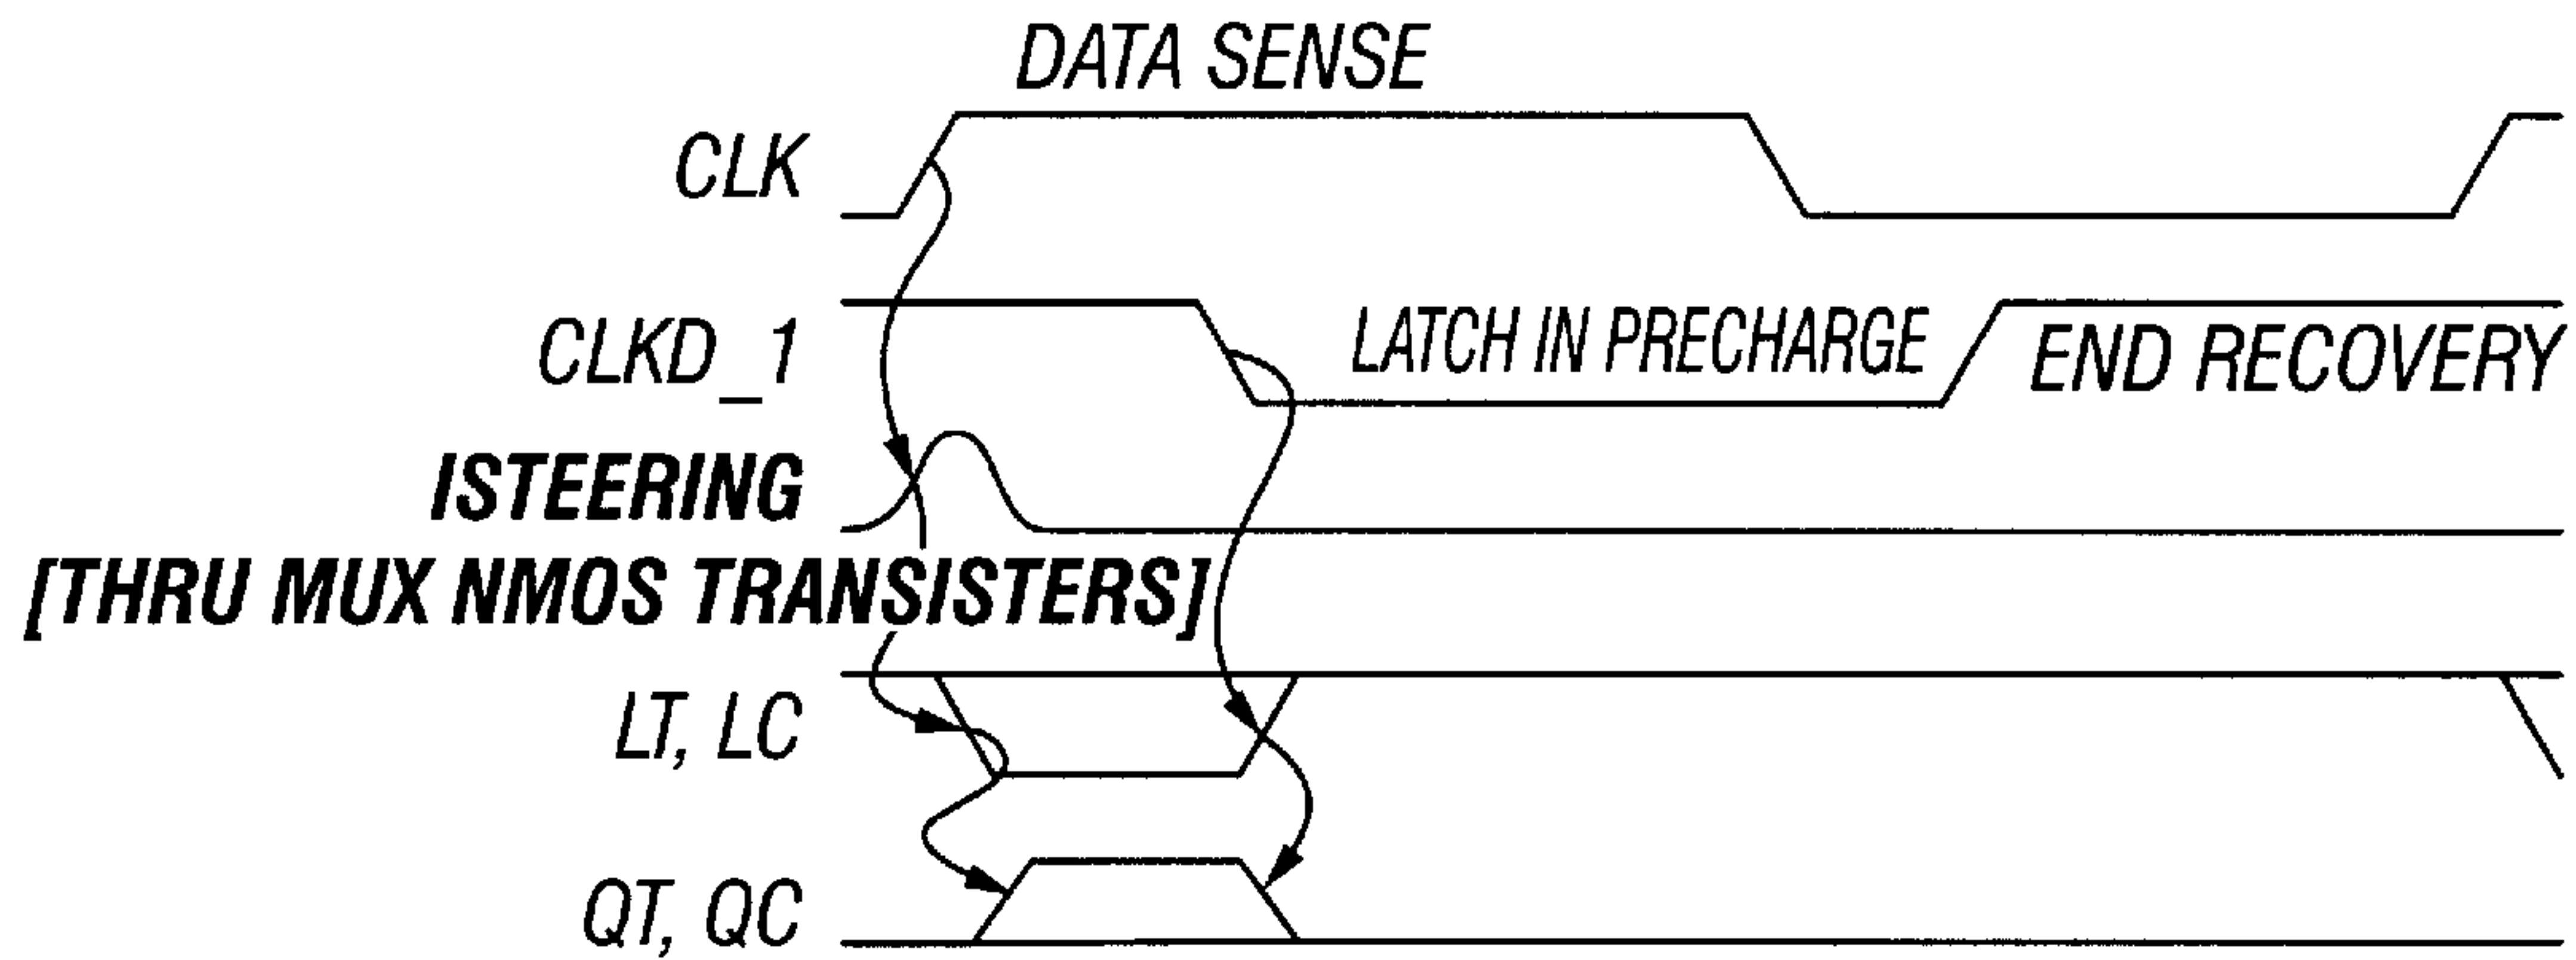 DATA SENSE
CLK
CLKD_1
LATCH IN PRECHARGE
END RECOVERY
ISTEERING
[THRU MUX NMOS TRANSISTERS]
LT, LC
QT, QC